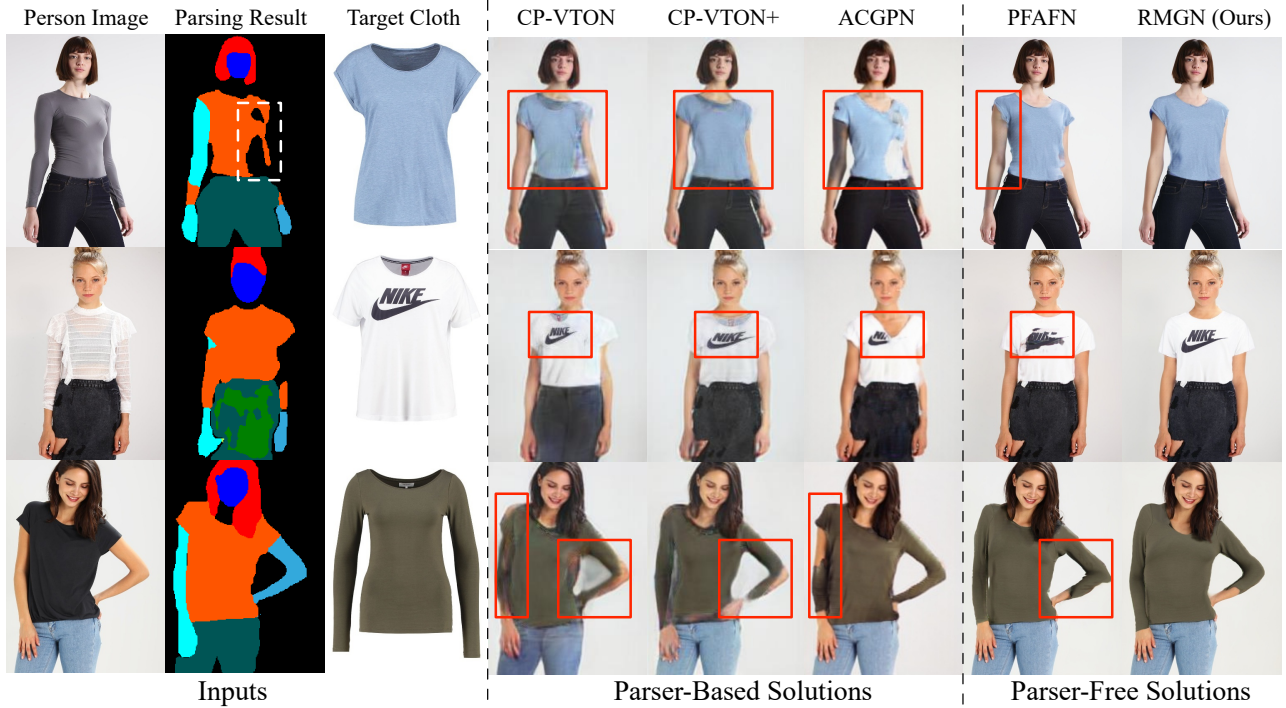 Person Image Parsing Result Target Cloth CP-VTON CP-VTON+ ACGPN PFAFN RMGN (Ours)
NIKE
NIKE
NIKE
NIKE
Inputs Parser-Based Solutions Parser-Free Solutions